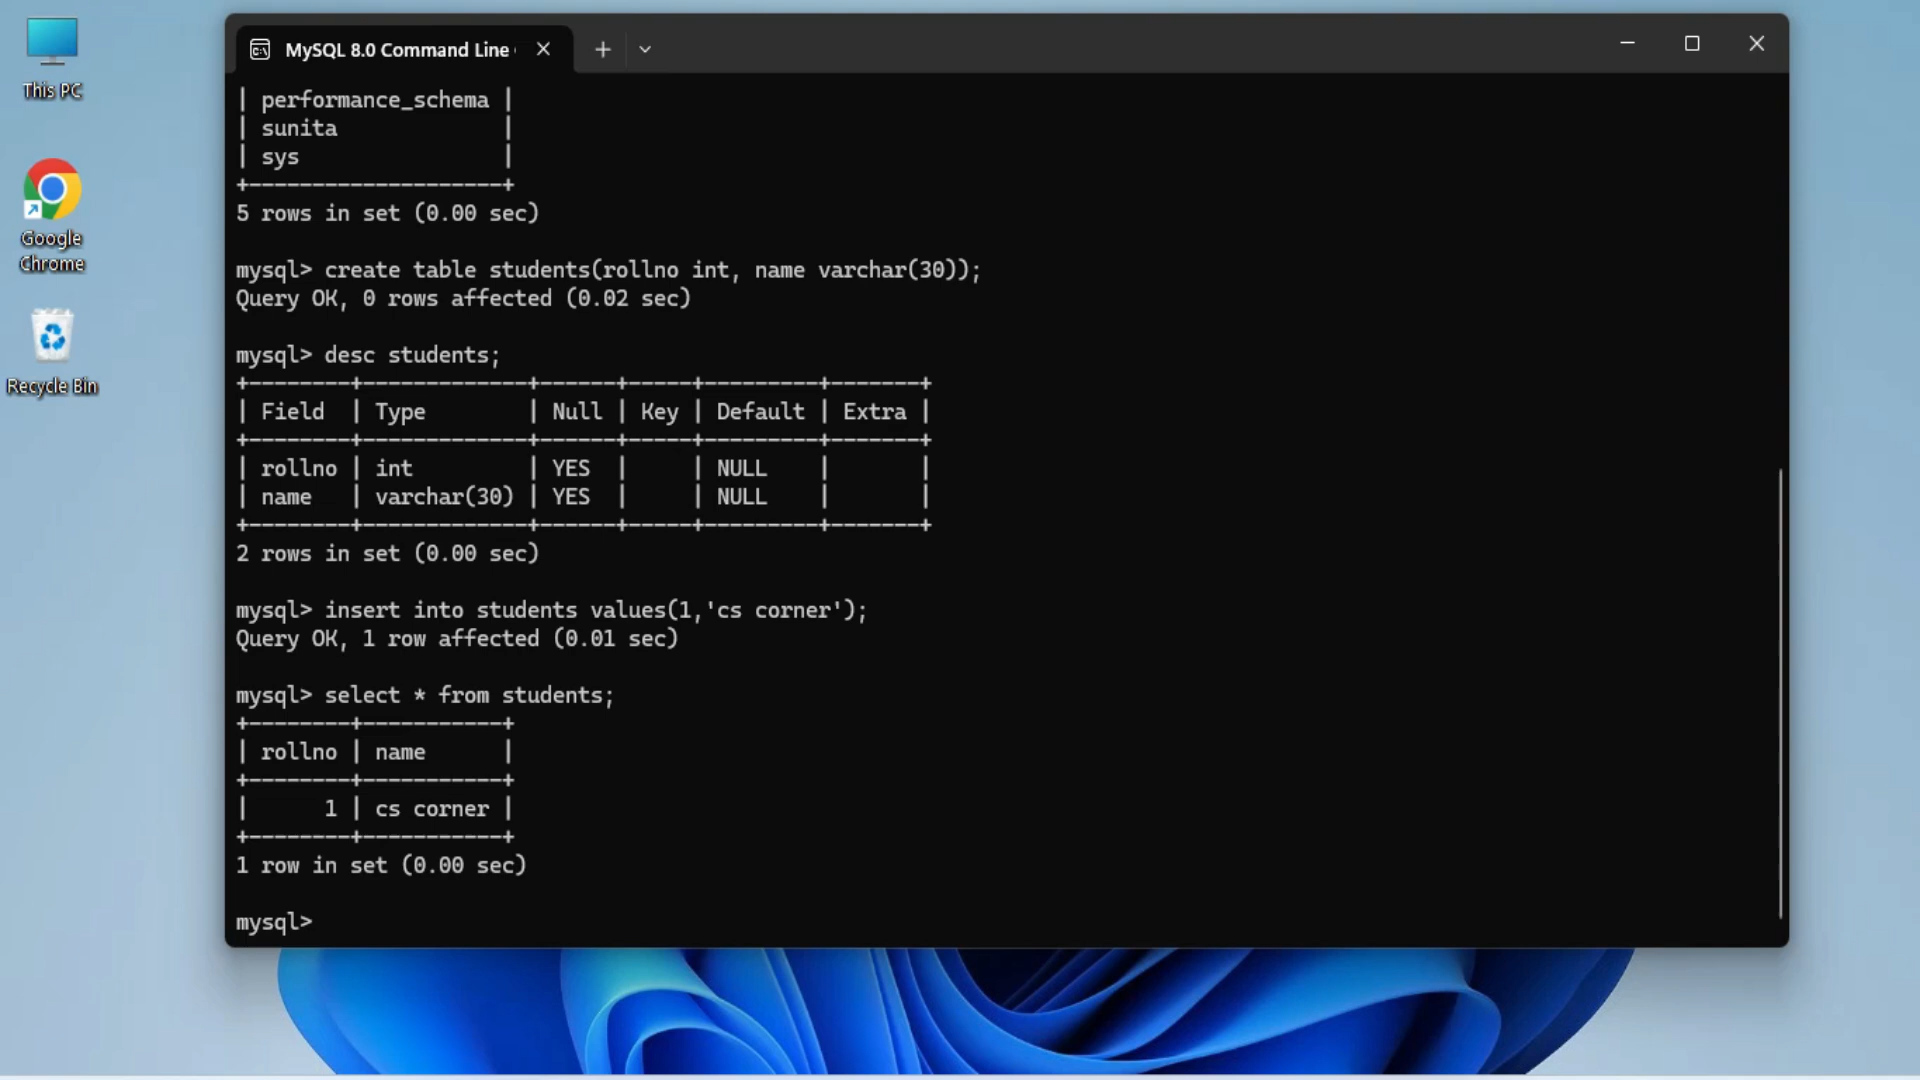 This PC
Google
Chrome
Recycle Bin
MySQL 8.0 Command Line
| performance_schema |
| sunita             |
| sys                |
+--------------------+
5 rows in set (0.00 sec)
mysql> create table students(rollno int, name varchar(30));
Query OK, 0 rows affected (0.02 sec)
mysql> desc students;
+--------+-------------+------+-----+---------+-------+
| Field  | Type        | Null | Key | Default | Extra |
+--------+-------------+------+-----+---------+-------+
| rollno | int         | YES  |     | NULL    |       |
| name   | varchar(30) | YES  |     | NULL    |       |
+--------+-------------+------+-----+---------+-------+
2 rows in set (0.00 sec)
mysql> insert into students values(1,'cs corner');
Query OK, 1 row affected (0.01 sec)
mysql> select * from students;
+--------+-----------+
| rollno | name      |
+--------+-----------+
|      1 | cs corner |
+--------+-----------+
1 row in set (0.00 sec)
mysql>